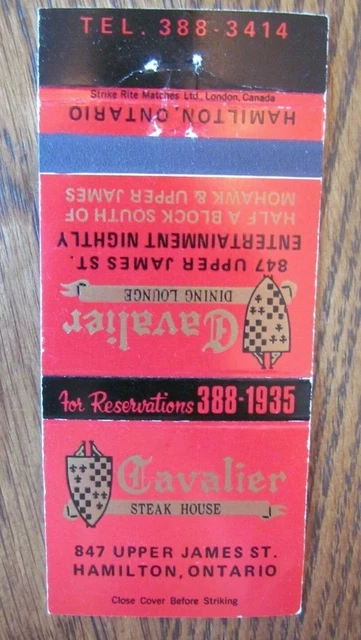 TEL. 388-3414
Strike Rite Matches Ltd., London, Canada
HAMILTON, ONTARIO
HALF A BLOCK SOUTH OF
MOHAWK & UPPER JAMES
ENTERTAINMENT NIGHTLY
847 UPPER JAMES ST.
DINING LOUNGE
Cavalier
For Reservations 388-1935
Cavalier
STEAK HOUSE
847 UPPER JAMES ST.
HAMILTON, ONTARIO
Close Cover Before Striking